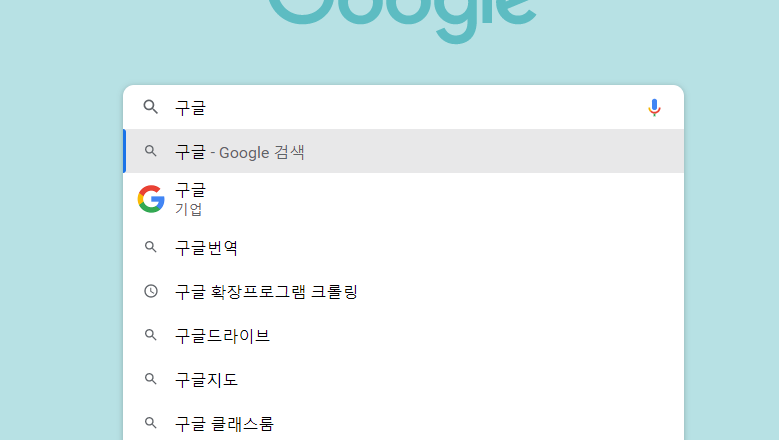 Google
구글
구글 - Google 검색
구글
기업
구글번역
구글 확장프로그램 크롤링
구글드라이브
구글지도
구글 클래스룸